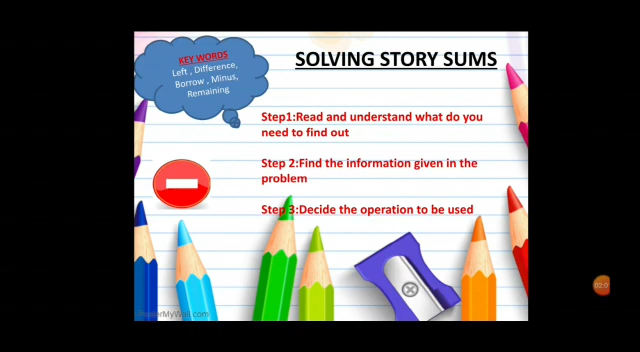 KEY WORDS
Left , Difference,
Borrow , Minus,
Remaining
SOLVING STORY SUMS
Step1:Read and understand what do you
need to find out
Step 2:Find the information given in the
problem
Step 3:Decide the operation to be used
PosterMyWall.com